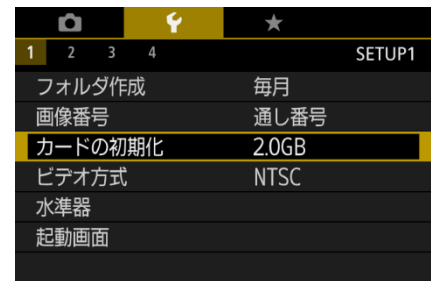 1 2 3 4 SETUP1
フォルダ作成 毎月
画像番号 通し番号
カードの初期化 2.0GB
ビデオ方式 NTSC
水準器
起動画面